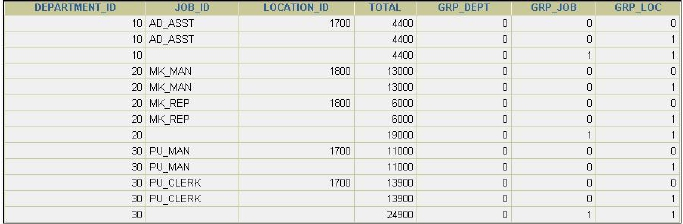 DEPARTMENT_ID JOB_ID LOCATION_ID TOTAL GRP_DEPT GRP_JOB GRP_LOC
10 AD_ASST 1700 4400 0 0 0
10 AD_ASST 4400 0 0 1
10 4400 0 1 1
20 MK_MAN 1800 13000 0 0 0
20 MK_MAN 13000 0 0 1
20 MK_REP 1800 6000 0 0 0
20 MK_REP 6000 0 0 1
20 19000 0 1 1
30 PU_MAN 1700 11000 0 0 0
30 PU_MAN 11000 0 0 1
30 PU_CLERK 1700 13900 0 0 0
30 PU_CLERK 13900 0 0 1
30 24900 0 1 1